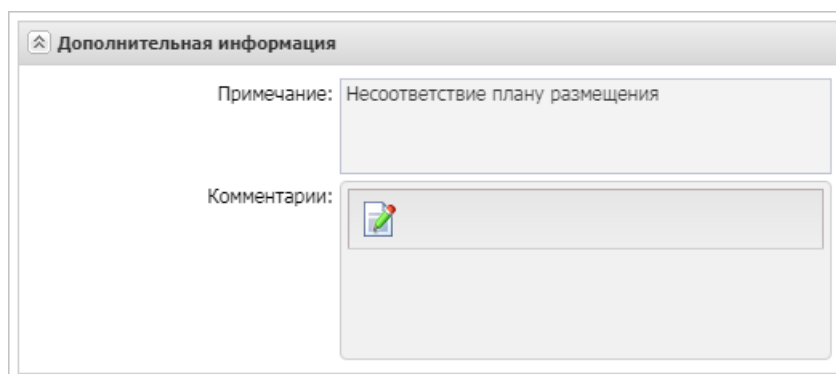 Дополнительная информация
Примечание: Несоответствие плану размещения
Комментарии: